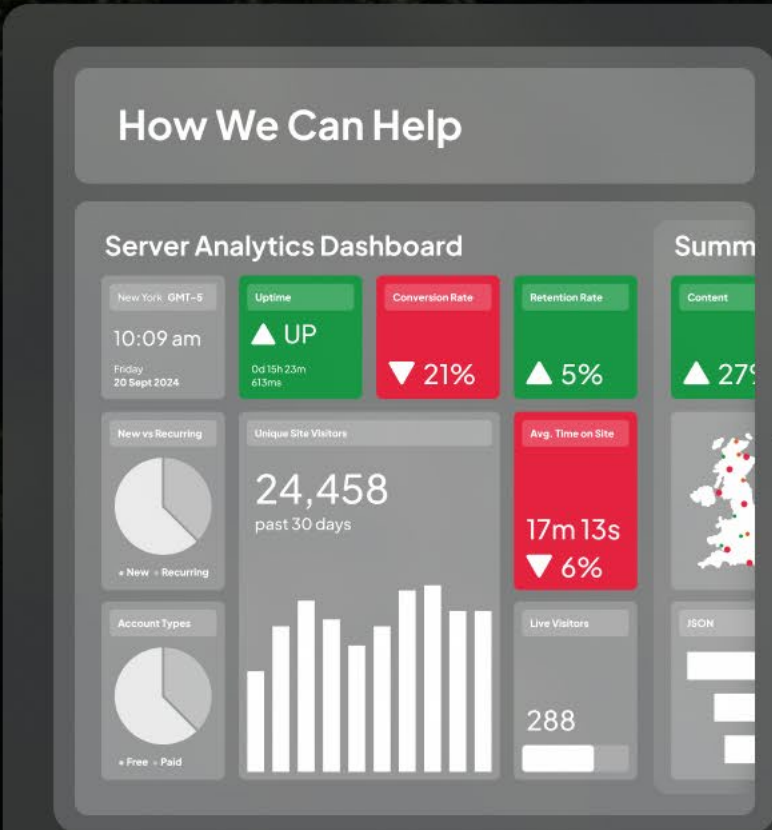 How We Can Help
Server Analytics Dashboard
Summ
New York GMT-5
10:09 am
Friday
20 Sept 2024
Uptime
UP
0d 15h 23m
613ms
Conversion Rate
21%
Retention Rate
5%
Content
27%
New vs Recurring
New Recurring
Unique Site Visitors
24,458
past 30 days
Avg. Time on Site
17m 13s
6%
Account Types
Free Paid
Live Visitors
288
JSON